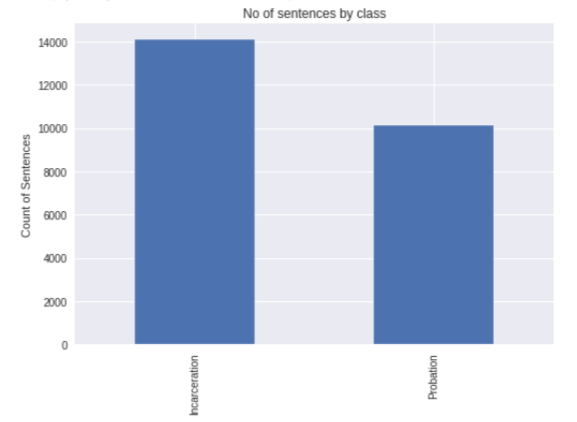 No of sentences by class
14000
12000
10000
8000
6000
4000
2000
0
Count of Sentences
Incarceration
Probation